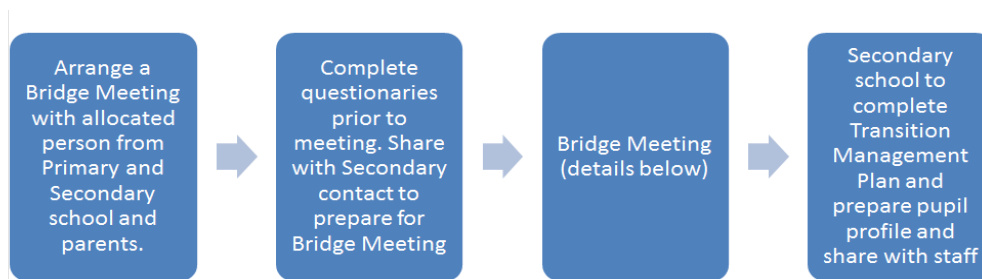 Arrange a
Bridge Meeting
with allocated
person from
Primary and
Secondary
school and
parents.
Complete
questionaries
prior to
meeting. Share
with Secondary
contact to
prepare for
Bridge Meeting
Bridge Meeting
(details below)
Secondary
school to
complete
Transition
Management
Plan and
prepare pupil
profile and
share with staff